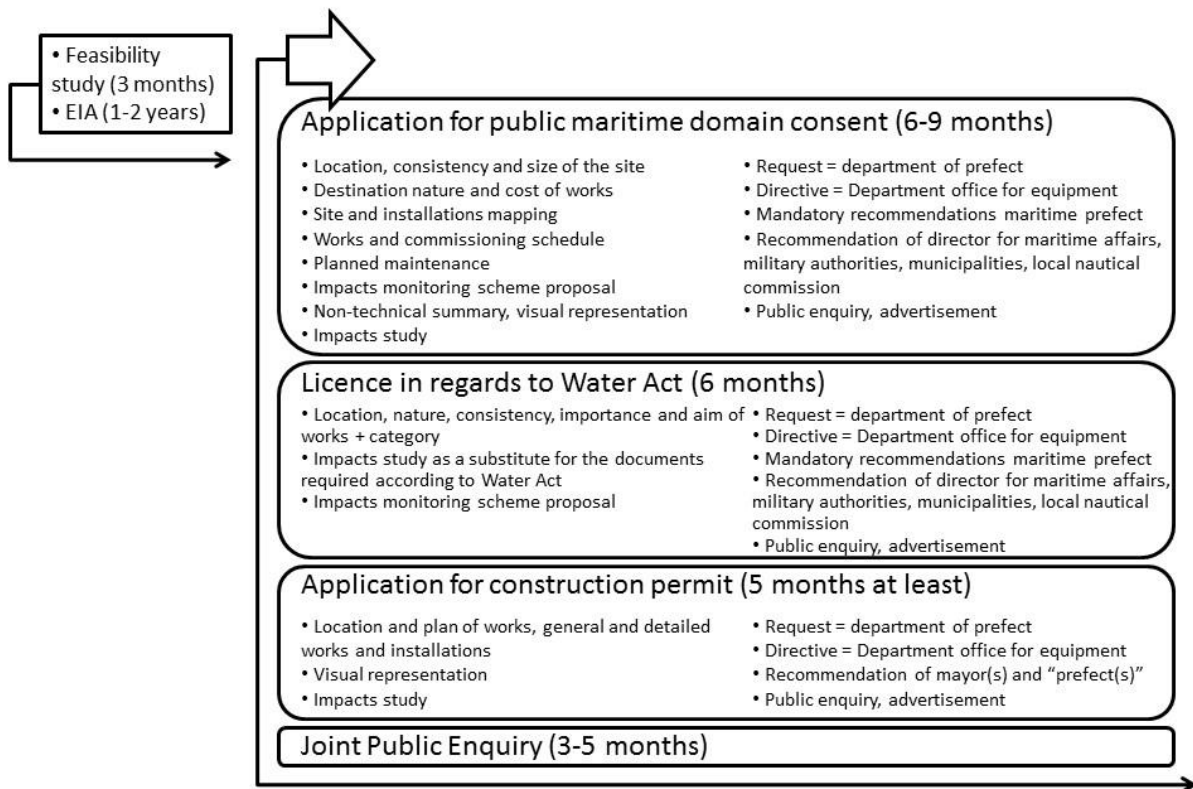 • Feasibility
study (3 months)
• EIA (1-2 years)
Application for public maritime domain consent (6-9 months)
• Location, consistency and size of the site
• Destination nature and cost of works
• Site and installations mapping
• Works and commissioning schedule
• Planned maintenance
• Impacts monitoring scheme proposal
• Non-technical summary, visual representation
• Impacts study
• Request = department of prefect
• Directive = Department office for equipment
• Mandatory recommendations maritime prefect
• Recommendation of director for maritime affairs,
military authorities, municipalities, local nautical
commission
• Public enquiry, advertisement
Licence in regards to Water Act (6 months)
• Location, nature, consistency, importance and aim of
works + category
• Impacts study as a substitute for the documents
required according to Water Act
• Impacts monitoring scheme proposal
• Request = department of prefect
• Directive = Department office for equipment
• Mandatory recommendations maritime prefect
• Recommendation of director for maritime affairs,
military authorities, municipalities, local nautical
commission
• Public enquiry, advertisement
Application for construction permit (5 months at least)
• Location and plan of works, general and detailed
works and installations
• Visual representation
• Impacts study
• Request = department of prefect
• Directive = Department office for equipment
• Recommendation of mayor(s) and “prefect(s)”
• Public enquiry, advertisement
Joint Public Enquiry (3-5 months)